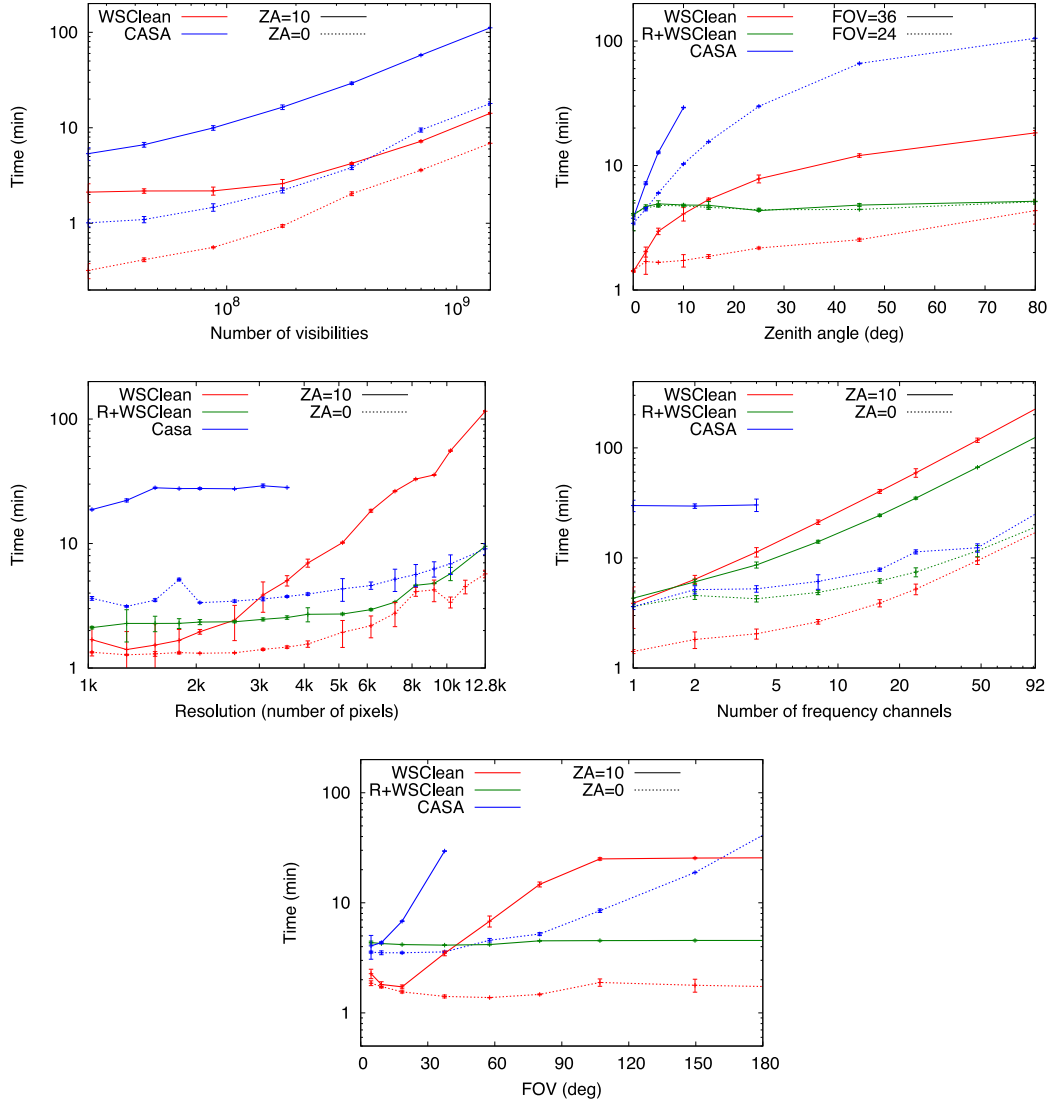 WSClean
CASA
ZA=10
ZA=0
Time (min)
100
10
1
10^8
10^9
Number of visibilities
WSClean
R+WSClean
CASA
FOV=36
FOV=24
Time (min)
100
10
1
0 10 20 30 40 50 60 70 80
Zenith angle (deg)
WSClean
R+WSClean
Casa
ZA=10
ZA=0
Time (min)
100
10
1
1k 2k 3k 4k 5k 6k 8k 10k 12.8k
Resolution (number of pixels)
WSClean
R+WSClean
CASA
ZA=10
ZA=0
Time (min)
100
10
1
1 2 5 10 20 50 92
Number of frequency channels
WSClean
R+WSClean
CASA
ZA=10
ZA=0
Time (min)
100
10
1
0 30 60 90 120 150 180
FOV (deg)